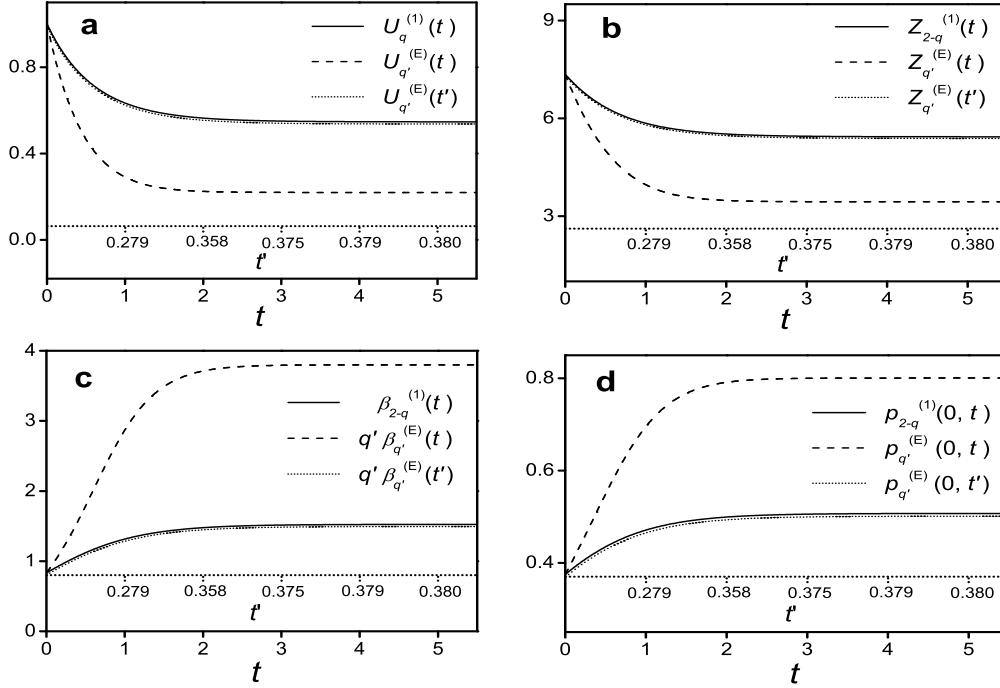 a
U_q^(1)(t)
U_q'^(E)(t)
U_q'^(E)(t')
0.8
0.4
0.0
0.279 0.358 0.375 0.379 0.380
t'
0 1 2 3 4 5
t
b
Z_2-q^(1)(t)
Z_q'^(E)(t)
Z_q'^(E)(t')
9
6
3
0.279 0.358 0.375 0.379 0.380
t'
0 1 2 3 4 5
t
c
β_2-q^(1)(t)
q' β_q'^(E)(t)
q' β_q'^(E)(t')
4
3
2
1
0
0.279 0.358 0.375 0.379 0.380
t'
0 1 2 3 4 5
t
d
p_2-q^(1)(0, t)
p_q'^(E)(0, t)
p_q'^(E)(0, t')
0.8
0.6
0.4
0.279 0.358 0.375 0.379 0.380
t'
0 1 2 3 4 5
t